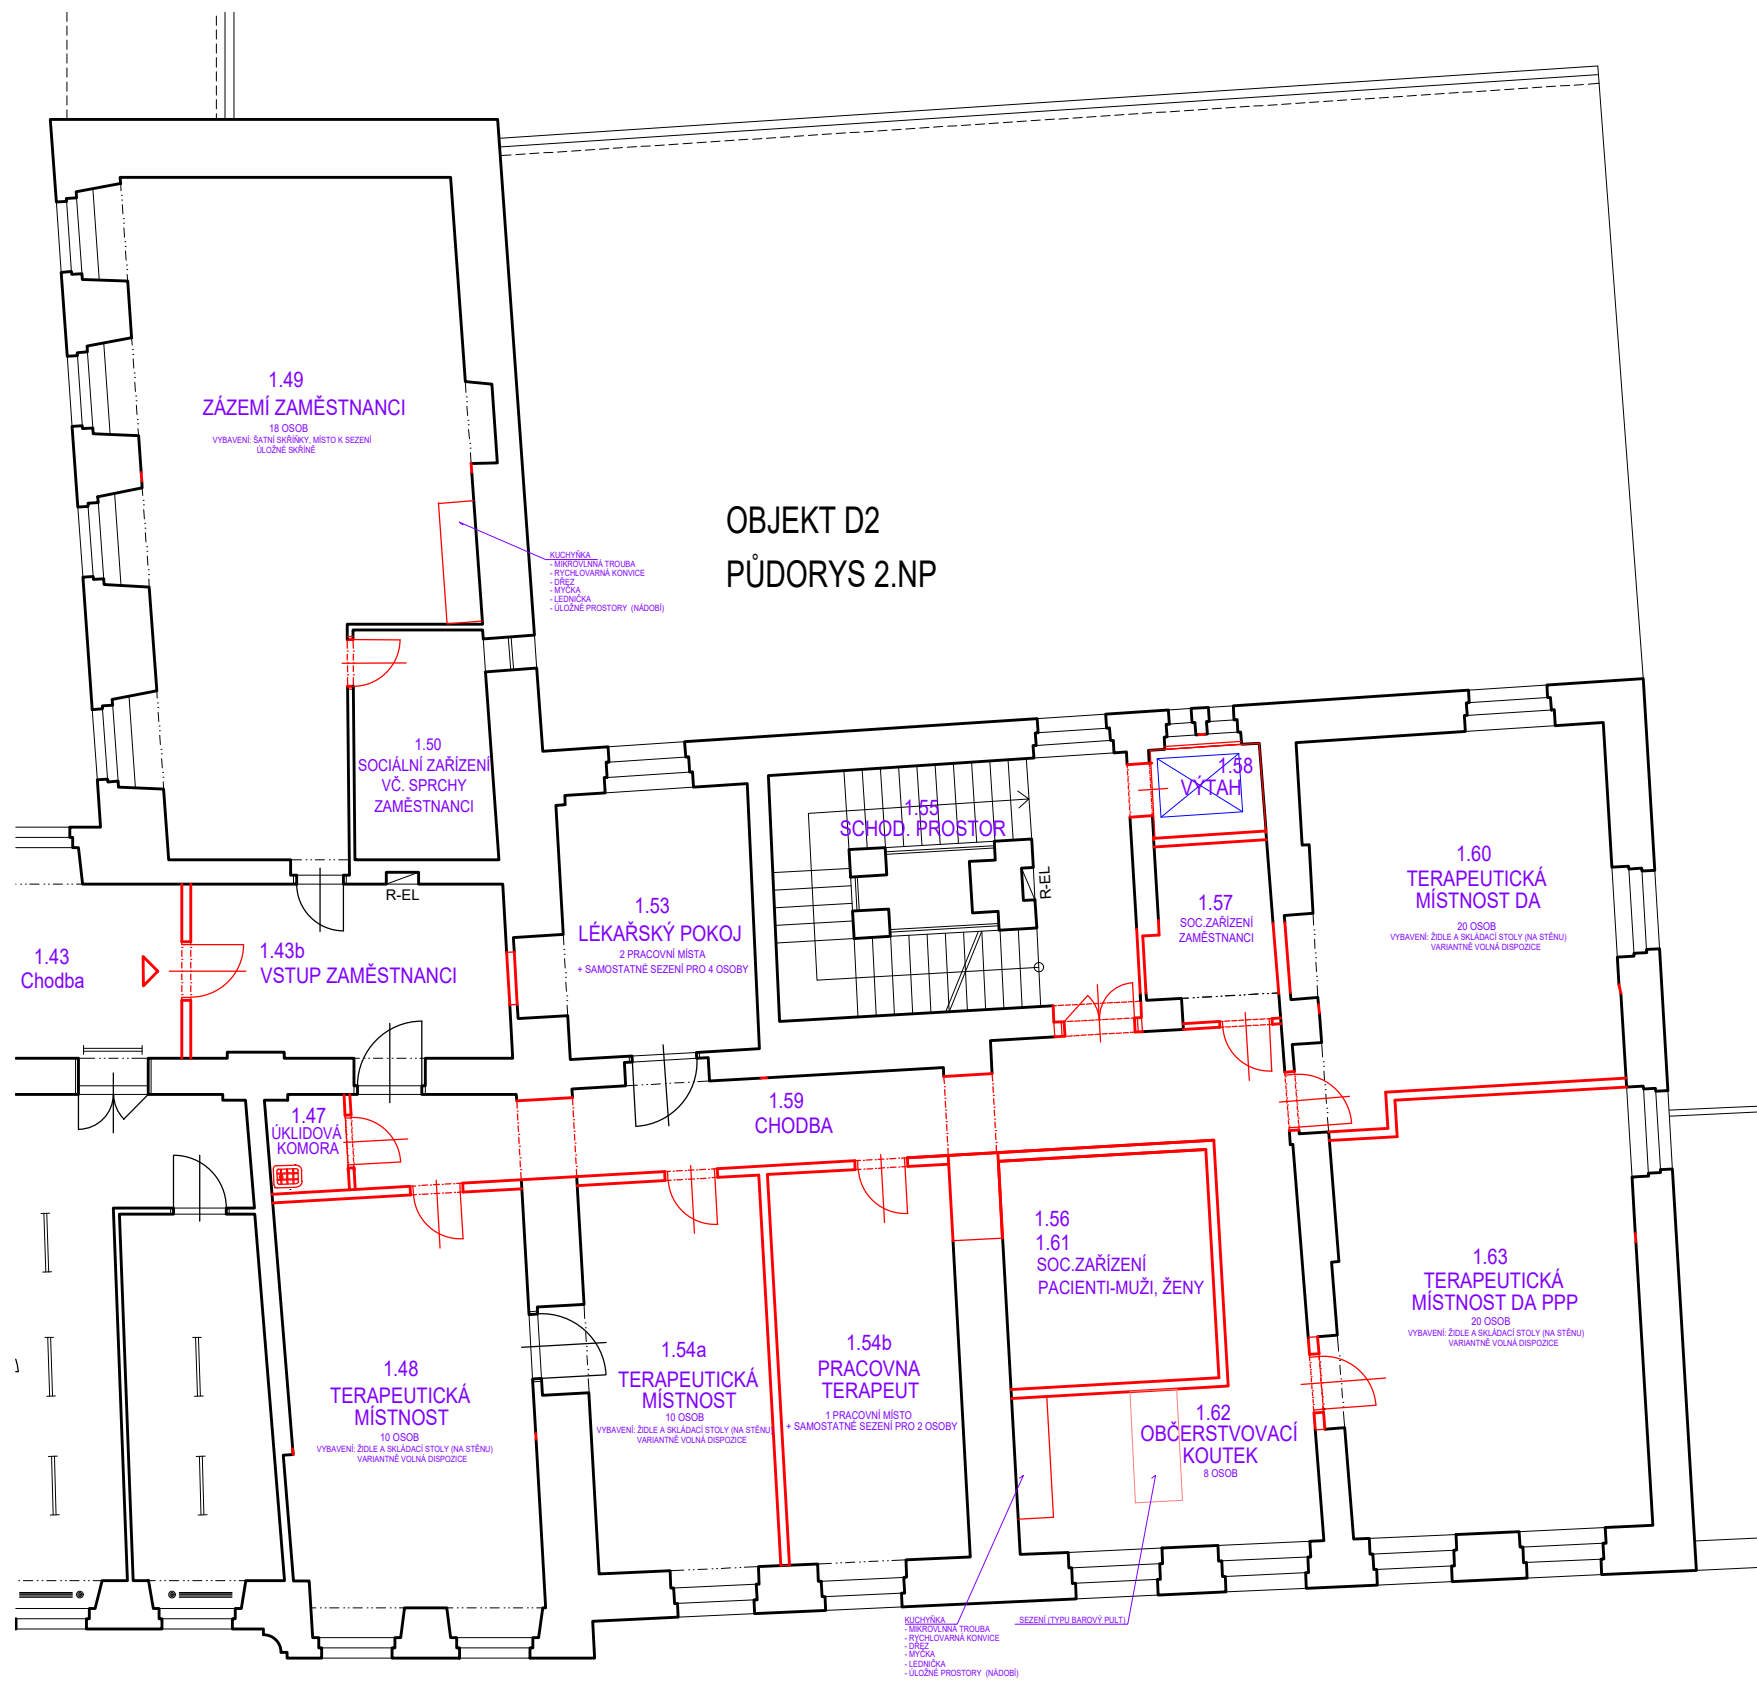 1.49
ZÁZEMÍ ZAMĚSTNANCI
18 OSOB
VYBAVENÍ: ŠATNÍ SKŘÍŇKY, MÍSTO K SEZENÍ
ÚLOŽNÉ SKŘÍNĚ
OBJEKT D2
PŮDORYS 2.NP
KUCHYŇKA
- MIKROVLNNÁ TROUBA
- RYCHLOVARNÁ KONVICE
- DŘEZ
- MYČKA
- LEDNIČKA
- ÚLOŽNÉ PROSTORY (NÁDOBÍ)
1.50
SOCIÁLNÍ ZAŘÍZENÍ
VČ. SPRCHY
ZAMĚSTNANCI
1.58
VÝTAH
1.55
SCHOD. PROSTOR
R-EL
1.60
TERAPEUTICKÁ
MÍSTNOST DA
20 OSOB
VYBAVENÍ: ŽIDLE A SKLÁDACÍ STOLY (NA STĚNU)
VARIANTNĚ VOLNÁ DISPOZICE
R-EL
1.57
SOC.ZAŘÍZENÍ
ZAMĚSTNANCI
1.53
LÉKAŘSKÝ POKOJ
2 PRACOVNÍ MÍSTA
+ SAMOSTATNÉ SEZENÍ PRO 4 OSOBY
1.43
Chodba
1.43b
VSTUP ZAMĚSTNANCI
1.47
ÚKLIDOVÁ
KOMORA
1.59
CHODBA
1.56
1.61
SOC.ZAŘÍZENÍ
PACIENTI-MUŽI, ŽENY
1.63
TERAPEUTICKÁ
MÍSTNOST DA PPP
20 OSOB
VYBAVENÍ: ŽIDLE A SKLÁDACÍ STOLY (NA STĚNU)
VARIANTNĚ VOLNÁ DISPOZICE
1.48
TERAPEUTICKÁ
MÍSTNOST
10 OSOB
VYBAVENÍ: ŽIDLE A SKLÁDACÍ STOLY (NA STĚNU)
VARIANTNĚ VOLNÁ DISPOZICE
1.54a
TERAPEUTICKÁ
MÍSTNOST
10 OSOB
VYBAVENÍ: ŽIDLE A SKLÁDACÍ STOLY (NA STĚNU)
VARIANTNĚ VOLNÁ DISPOZICE
1.54b
PRACOVNA
TERAPEUT
1 PRACOVNÍ MÍSTO
+ SAMOSTATNÉ SEZENÍ PRO 2 OSOBY
1.62
OBČERSTVOVACÍ
KOUTEK
8 OSOB
KUCHYŇKA
- MIKROVLNNÁ TROUBA
- RYCHLOVARNÁ KONVICE
- DŘEZ
- MYČKA
- LEDNIČKA
- ÚLOŽNÉ PROSTORY (NÁDOBÍ)
SEZENÍ (TYPU BAROVÝ PULT)